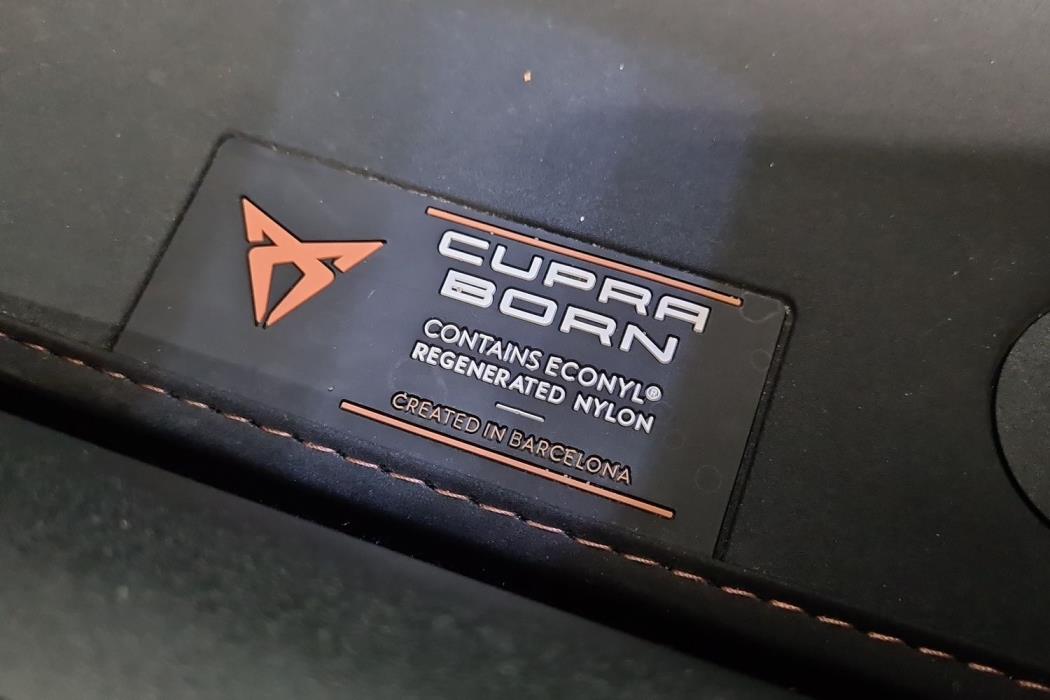 CUPRA
BORN
CONTAINS ECONYL®
REGENERATED NYLON
CREATED IN BARCELONA